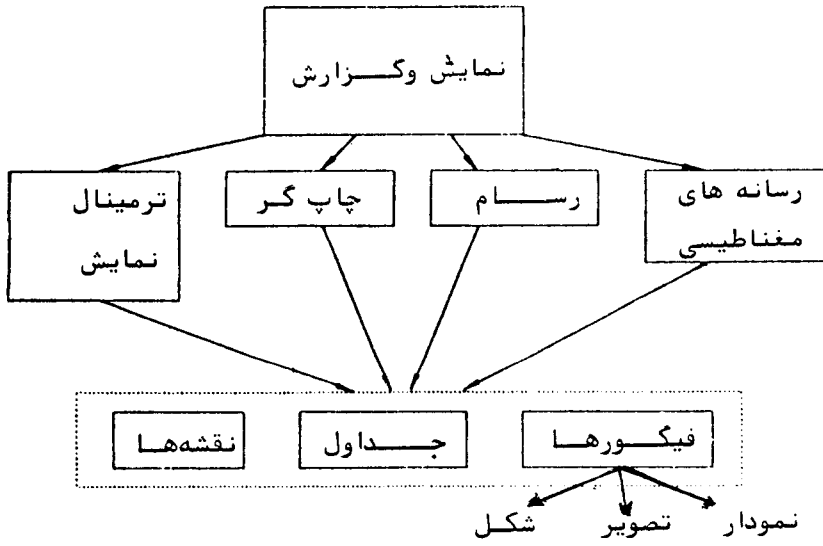 نمایش وگزارش
رسانه های
مغناطیسی
رسام
چاپ گر
ترمینال
نمایش
فیگورها
جداول
نقشه‌ها
نمودار
تصویر
شکل